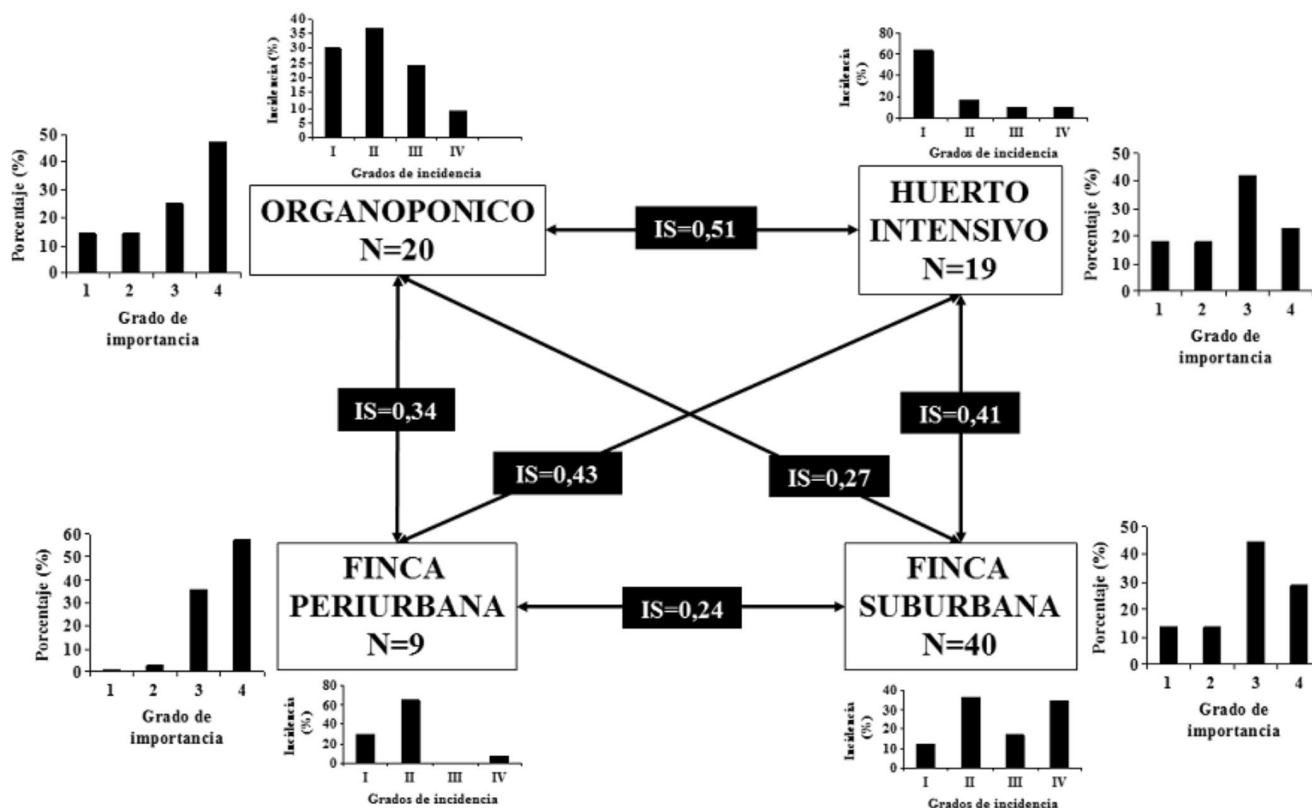 Incidencia (%)
40
35
30
25
20
15
10
5
0
I II III IV
Grados de incidencia
Incidencia
(%)
80
60
40
20
0
I II III IV
Grados de incidencia
Porcentaje (%)
50
40
30
20
10
0
1 2 3 4
Grado de
importancia
ORGANOPONICO
N=20
IS=0,51
HUERTO
INTENSIVO
N=19
Porcentaje (%)
50
40
30
20
10
0
1 2 3 4
Grado de
importancia
IS=0,34
IS=0,41
IS=0,43
IS=0,27
Porcentaje (%)
60
50
40
30
20
10
0
1 2 3 4
Grado de
importancia
FINCA
PERIURBANA
N=9
IS=0,24
FINCA
SUBURBANA
N=40
Porcentaje (%)
50
40
30
20
10
0
1 2 3 4
Grado de
importancia
Incidencia
(%)
80
60
40
20
0
I II III IV
Grados de incidencia
Incidencia
(%)
40
30
20
10
0
I II III IV
Grados de incidencia